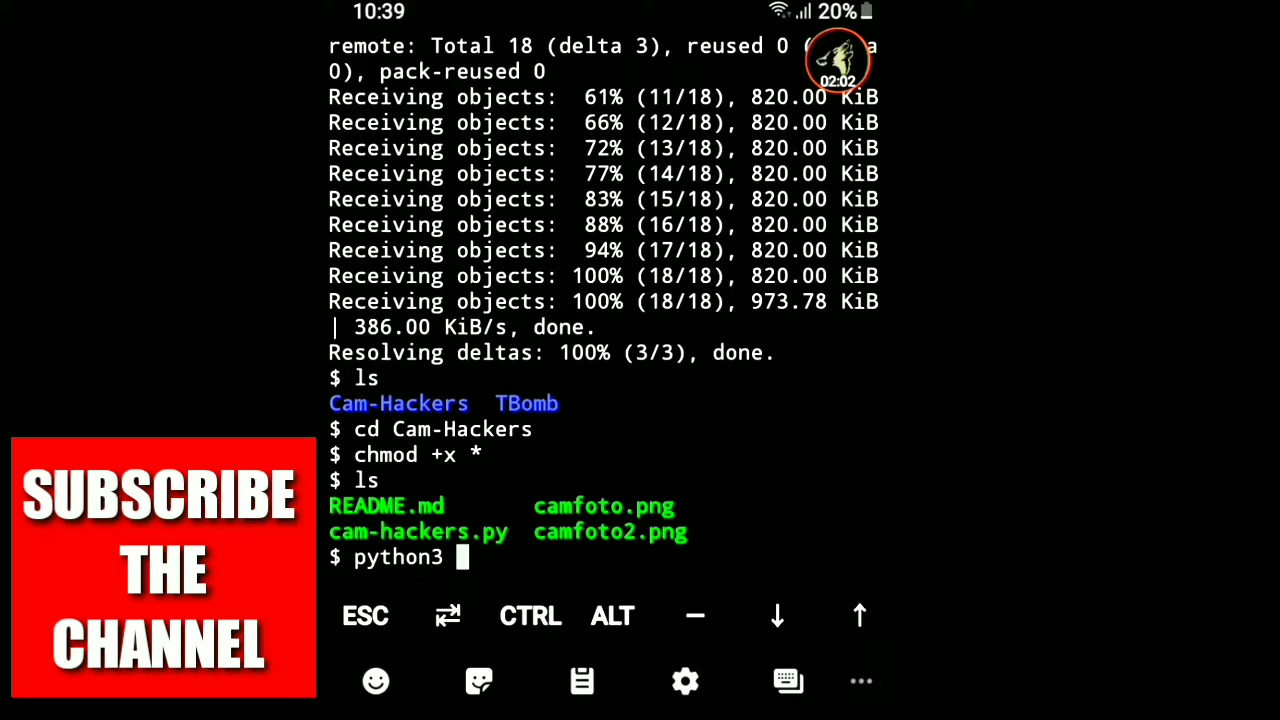 10:39
20%
remote: Total 18 (delta 3), reused 0 (
a
0), pack-reused 0
02:02
Receiving objects:  61% (11/18), 820.00 KiB
Receiving objects:  66% (12/18), 820.00 KiB
Receiving objects:  72% (13/18), 820.00 KiB
Receiving objects:  77% (14/18), 820.00 KiB
Receiving objects:  83% (15/18), 820.00 KiB
Receiving objects:  88% (16/18), 820.00 KiB
Receiving objects:  94% (17/18), 820.00 KiB
Receiving objects: 100% (18/18), 820.00 KiB
Receiving objects: 100% (18/18), 973.78 KiB
| 386.00 KiB/s, done.
Resolving deltas: 100% (3/3), done.
$ ls
Cam-Hackers  TBomb
$ cd Cam-Hackers
$ chmod +x *
$ ls
README.md       camfoto.png
cam-hackers.py  camfoto2.png
$ python3
ESC CTRL ALT – ↓ ↑
SUBSCRIBE
THE
CHANNEL